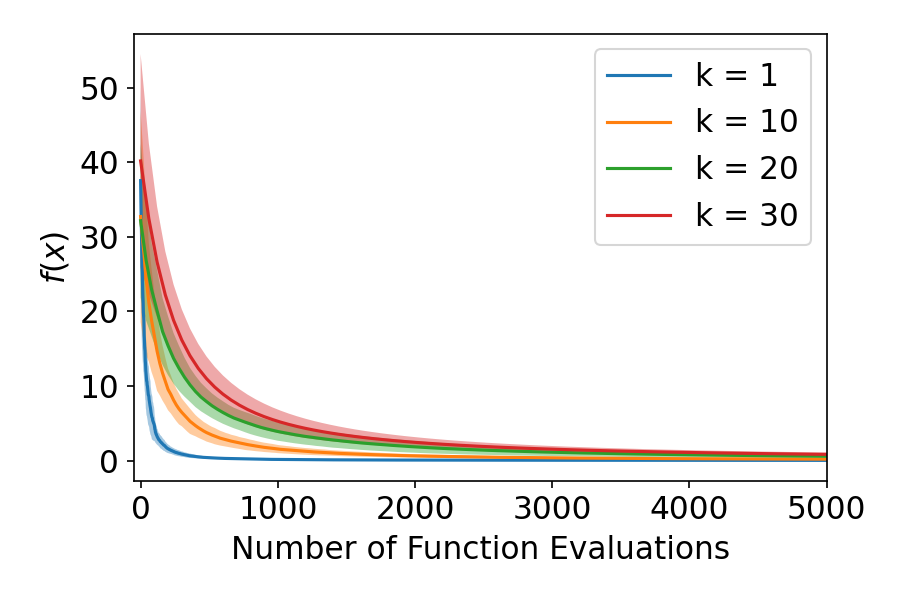 50
40
30
20
10
0
f(x)
k = 1
k = 10
k = 20
k = 30
0 1000 2000 3000 4000 5000
Number of Function Evaluations